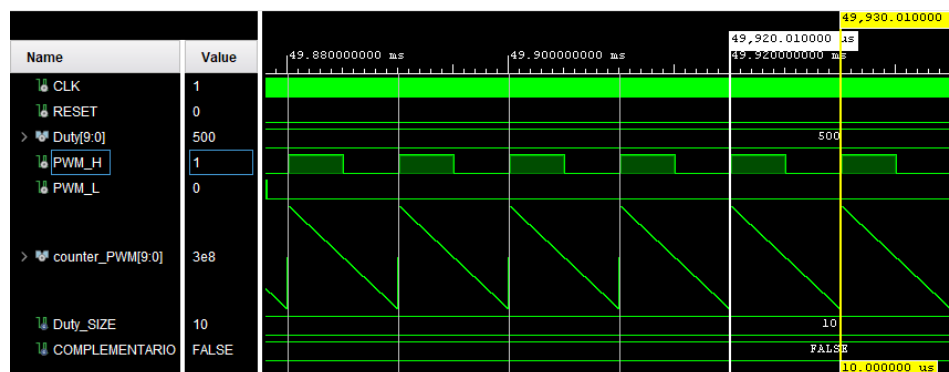 49,930.010000
49,920.010000 us
Name Value 49.880000000 ms 49.900000000 ms 49.920000000 ms
CLK 1
RESET 0
Duty[9:0] 500 500
PWM_H 1
PWM_L 0
counter_PWM[9:0] 3e8
Duty_SIZE 10 10
COMPLEMENTARIO FALSE FALSE
10.000000 us